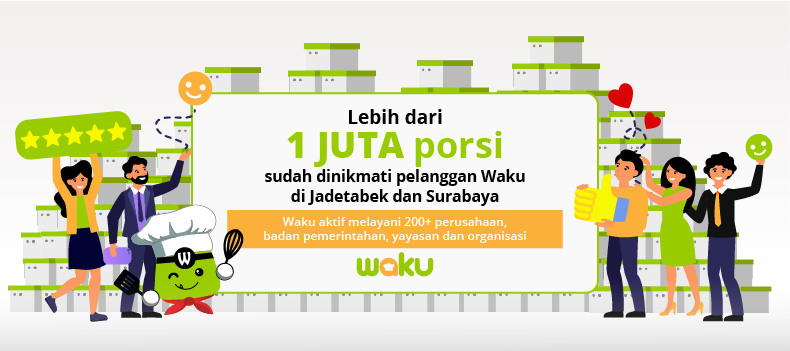 Lebih dari
1 JUTA porsi
sudah dinikmati pelanggan Waku
di Jadetabek dan Surabaya
Waku aktif melayani 200+ perusahaan,
badan pemerintahan, yayasan dan organisasi
waku
W